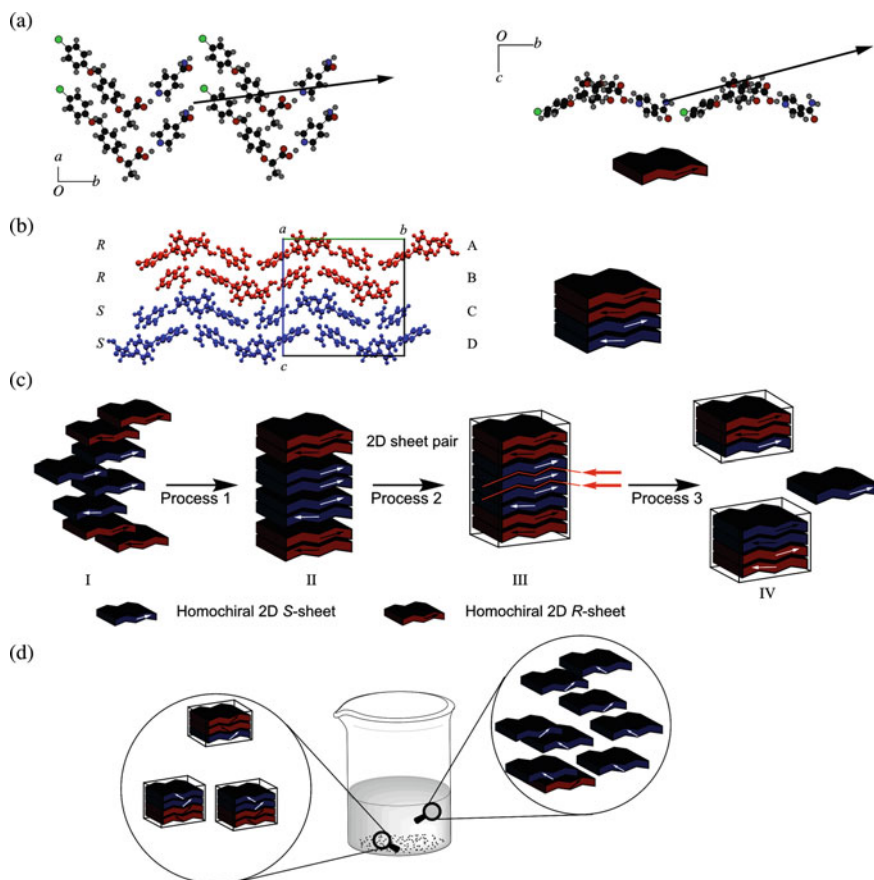 (a)
O b
c
a
O b
(b)
a b
R A
R B
S C
S D
c
(c)
2D sheet pair
Process 1 Process 2 Process 3
I II III IV
Homochiral 2D S-sheet Homochiral 2D R-sheet
(d)